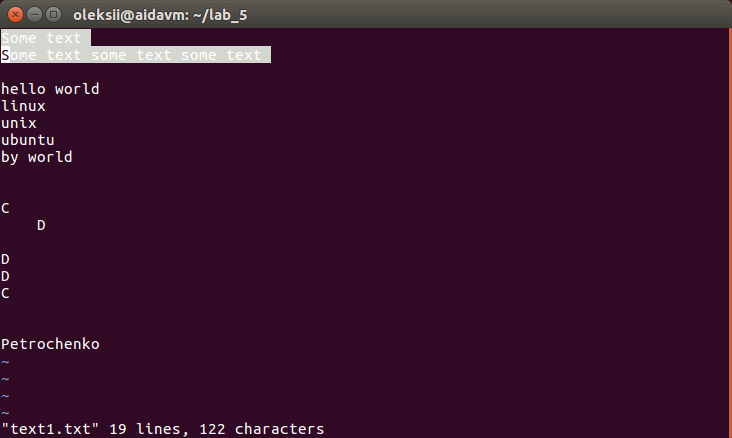 oleksii@aidavm: ~/lab_5
Some text
Some text some text some text
hello world
linux
unix
ubuntu
by world
C
D
D
D
C
Petrochenko
~
~
~
~
"text1.txt" 19 lines, 122 characters